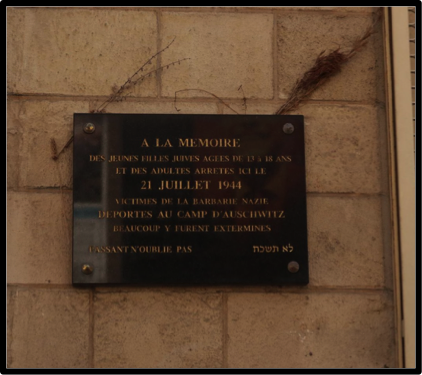 A LA MEMOIRE
DES JEUNES FILLES JUIVES AGEES DE 13 à 18 ANS
ET DES ADULTES ARRETES ICI LE
21 JUILLET 1944
VICTIMES DE LA BARBARIE NAZIE
DEPORTES AU CAMP D'AUSCHWITZ
BEAUCOUP Y FURENT EXTERMINES
PASSANT N'OUBLIE PAS לא תשכח